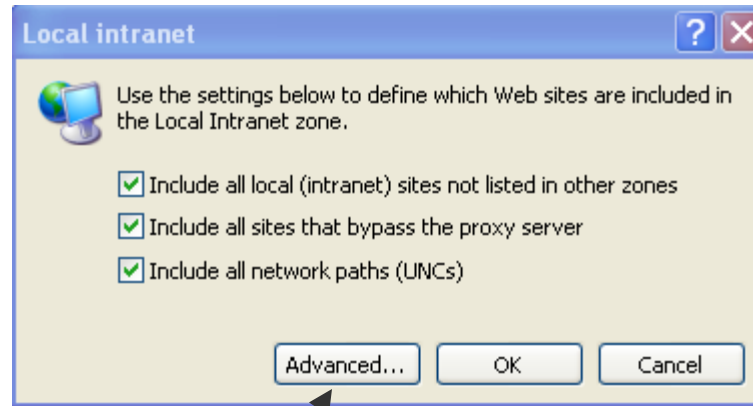 Local intranet
Use the settings below to define which Web sites are included in
the Local Intranet zone.
Include all local (intranet) sites not listed in other zones
Include all sites that bypass the proxy server
Include all network paths (UNCs)
Advanced... OK Cancel